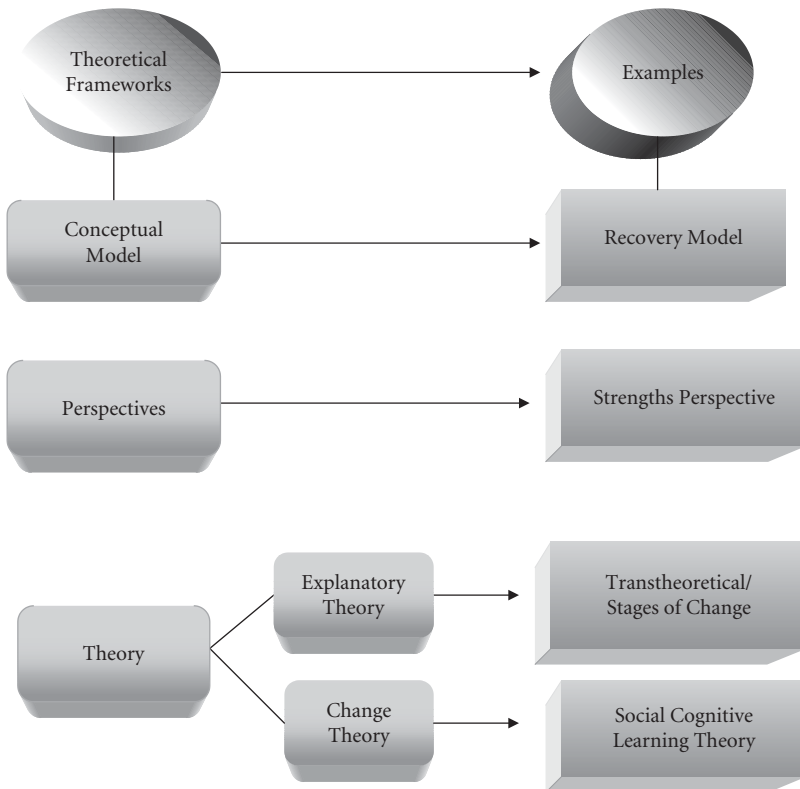 Theoretical
Frameworks
Examples
Conceptual
Model
Recovery Model
Perspectives
Strengths Perspective
Theory
Explanatory
Theory
Transtheoretical/
Stages of Change
Change
Theory
Social Cognitive
Learning Theory